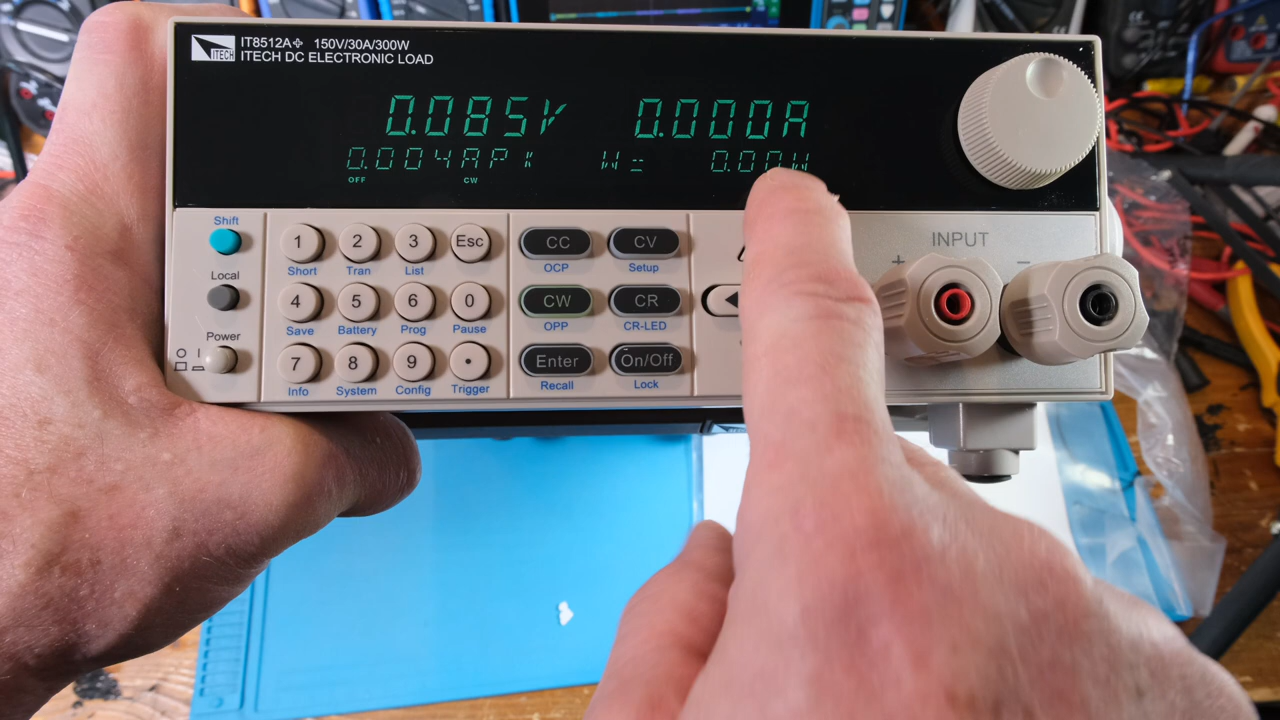 ITECH
IT8512A+ 150V/30A/300W
ITECH DC ELECTRONIC LOAD
0.085V 0.000A
0.004APK W= 0.00W
OFF CW
Shift
Local
Power
O I
1 2 3 Esc
Short Tran List
4 5 6 0
Save Battery Prog Pause
7 8 9 •
Info System Config Trigger
CC CV
OCP Setup
CW CR
OPP CR-LED
Enter On/Off
Recall Lock
INPUT
+ −